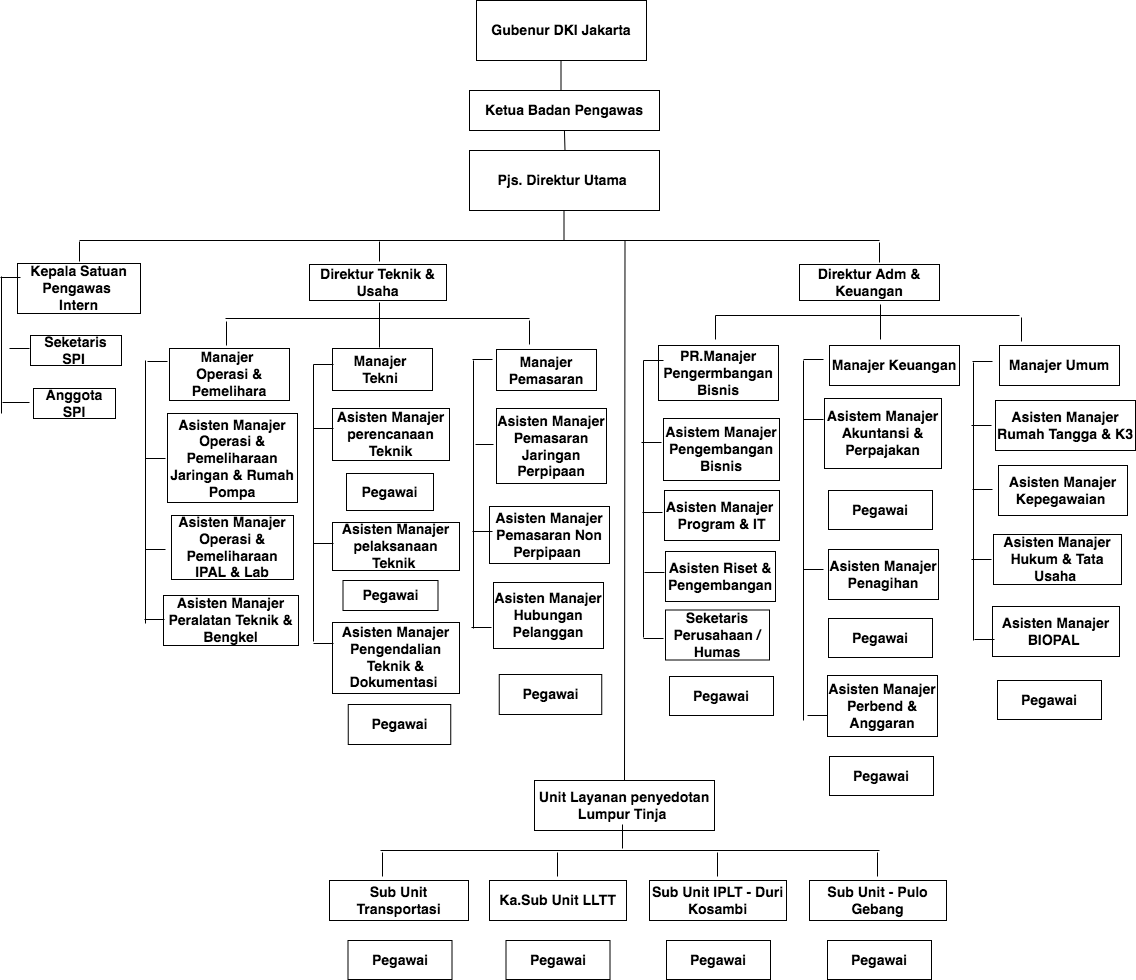 Gubenur DKI Jakarta
Ketua Badan Pengawas
Pjs. Direktur Utama
Kepala Satuan
Pengawas
Intern
Seketaris
SPI
Anggota
SPI
Direktur Teknik &
Usaha
Manajer
Operasi &
Pemelihara
Asisten Manajer
Operasi &
Pemeliharaan
Jaringan & Rumah
Pompa
Asisten Manajer
Operasi &
Pemeliharaan
IPAL & Lab
Asisten Manajer
Peralatan Teknik &
Bengkel
Manajer
Tekni
Asisten Manajer
perencanaan
Teknik
Pegawai
Asisten Manajer
pelaksanaan
Teknik
Pegawai
Asisten Manajer
Pengendalian
Teknik &
Dokumentasi
Pegawai
Manajer
Pemasaran
Asisten Manajer
Pemasaran
Jaringan
Perpipaan
Asisten Manajer
Pemasaran Non
Perpipaan
Asisten Manajer
Hubungan
Pelanggan
Pegawai
Direktur Adm &
Keuangan
PR.Manajer
Pengermbangan
Bisnis
Asistem Manajer
Pengembangan
Bisnis
Asisten Manajer
Program & IT
Asisten Riset &
Pengembangan
Seketaris
Perusahaan /
Humas
Pegawai
Manajer Keuangan
Asistem Manajer
Akuntansi &
Perpajakan
Pegawai
Asisten Manajer
Penagihan
Pegawai
Asisten Manajer
Perbend &
Anggaran
Pegawai
Manajer Umum
Asisten Manajer
Rumah Tangga & K3
Asisten Manajer
Kepegawaian
Asisten Manajer
Hukum & Tata
Usaha
Asisten Manajer
BIOPAL
Pegawai
Unit Layanan penyedotan
Lumpur Tinja
Sub Unit
Transportasi
Pegawai
Ka.Sub Unit LLTT
Pegawai
Sub Unit IPLT - Duri
Kosambi
Pegawai
Sub Unit - Pulo
Gebang
Pegawai